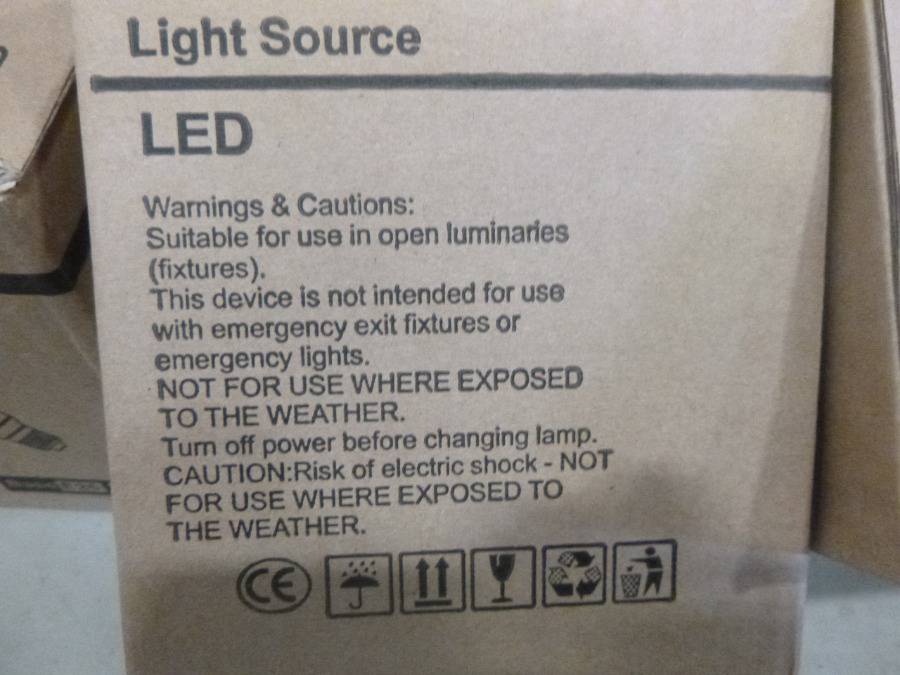 Light Source
LED
Warnings & Cautions:
Suitable for use in open luminaries
(fixtures).
This device is not intended for use
with emergency exit fixtures or
emergency lights.
NOT FOR USE WHERE EXPOSED
TO THE WEATHER.
Turn off power before changing lamp.
CAUTION:Risk of electric shock - NOT
FOR USE WHERE EXPOSED TO
THE WEATHER.
CE